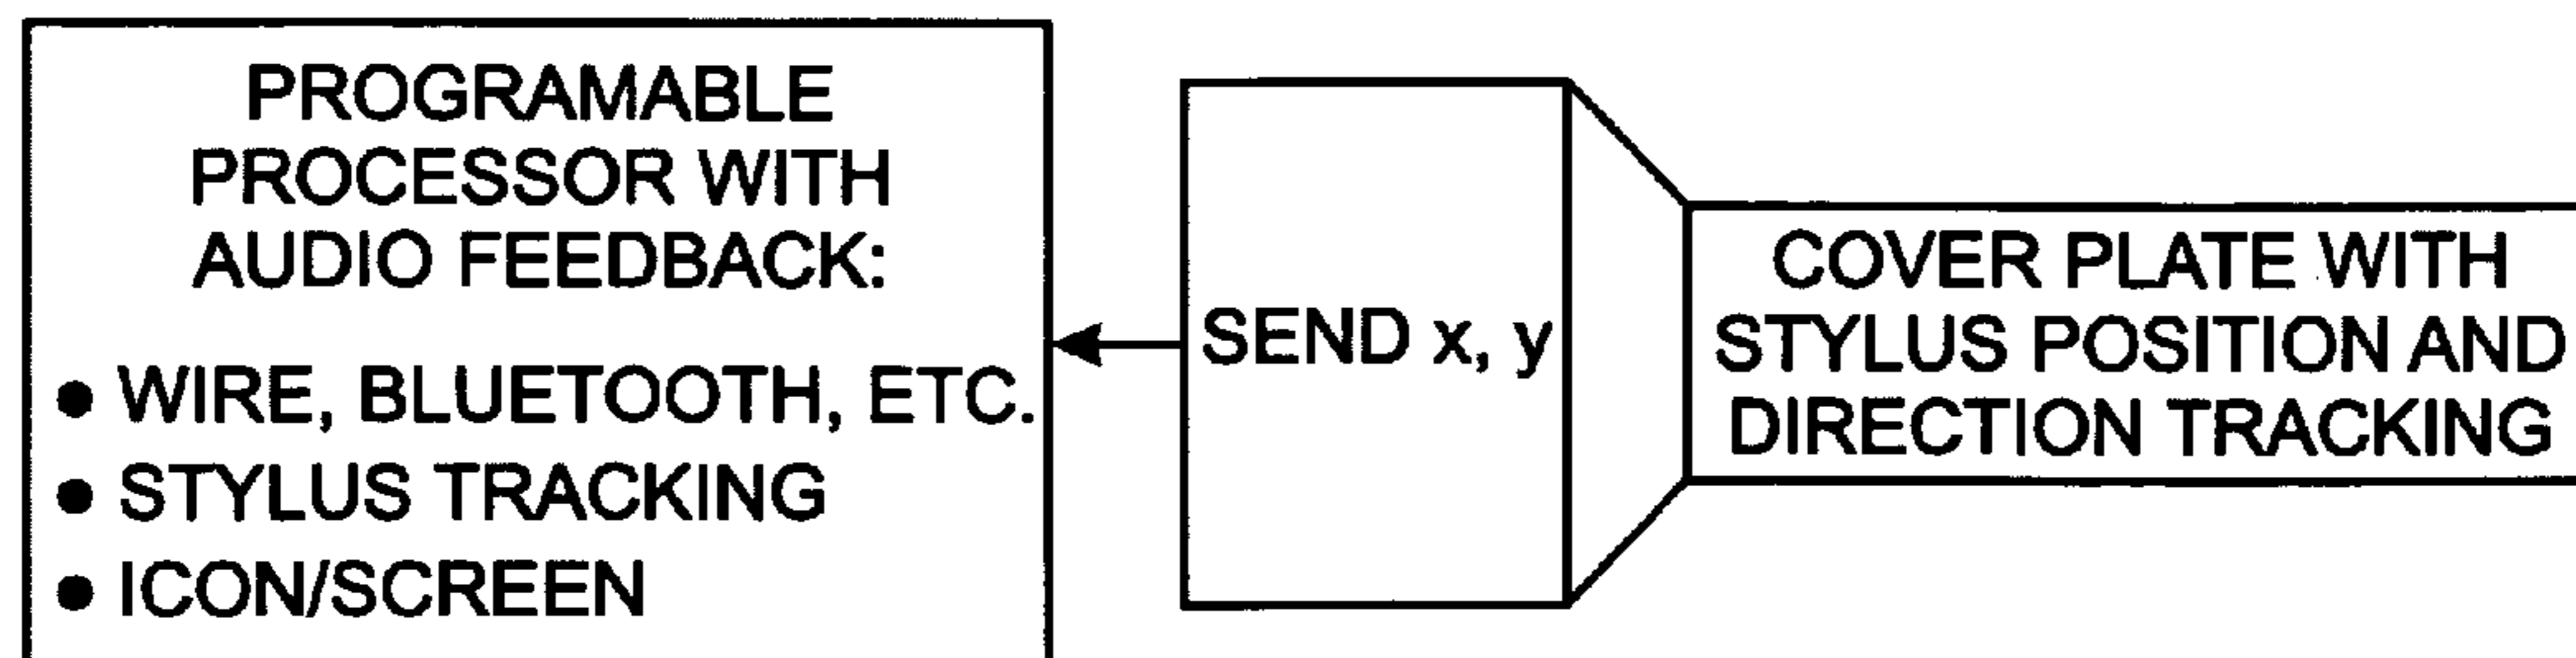 PROGRAMABLE
PROCESSOR WITH
AUDIO FEEDBACK:
● WIRE, BLUETOOTH, ETC.
● STYLUS TRACKING
● ICON/SCREEN
SEND x, y
COVER PLATE WITH
STYLUS POSITION AND
DIRECTION TRACKING